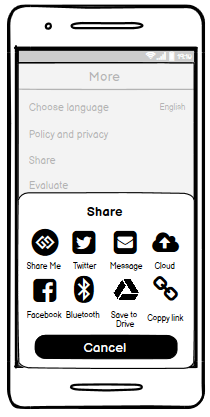 More
Choose language English
Policy and privacy
Share
Evaluate
Share
Share Me Twitter Message Cloud
Facebook Bluetooth Save to Drive Coppy link
Cancel